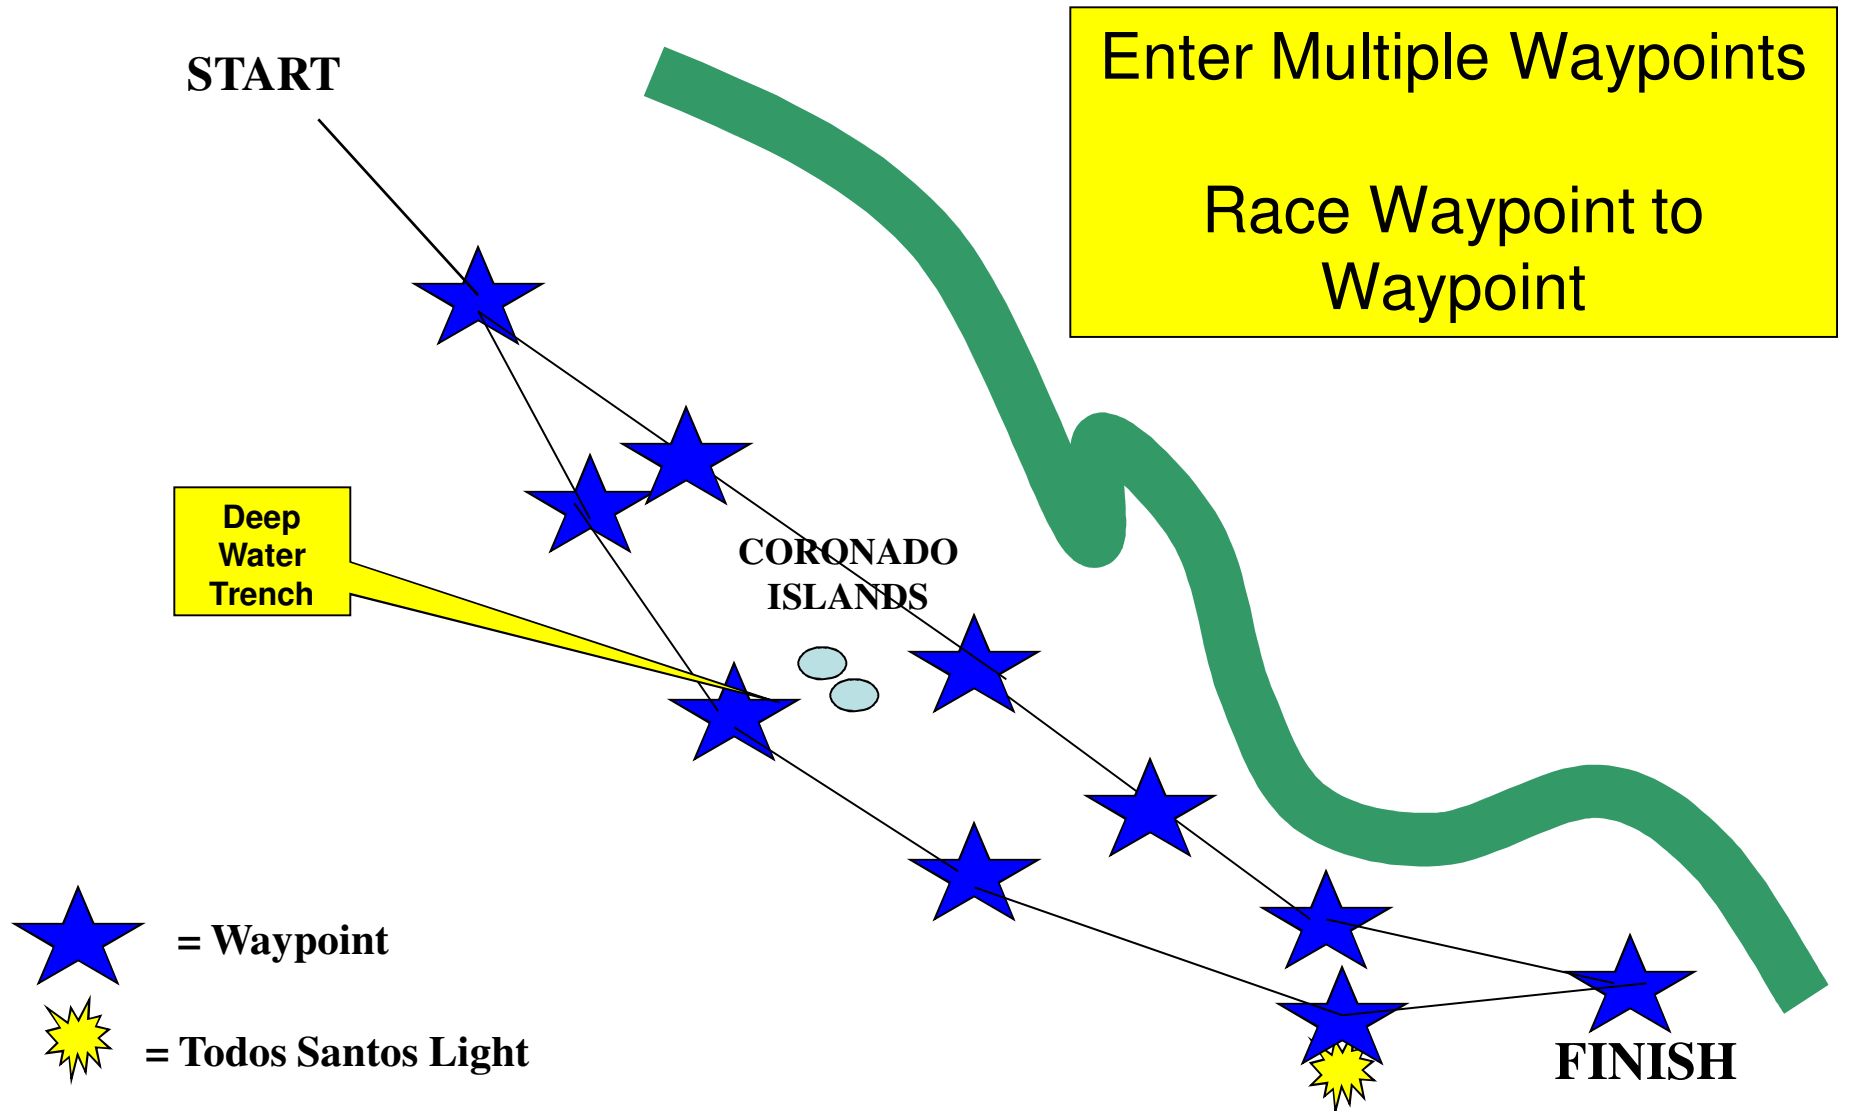 START
Enter Multiple Waypoints
Race Waypoint to
Waypoint
Deep
Water
Trench
CORONADO
ISLANDS
= Waypoint
= Todos Santos Light
FINISH